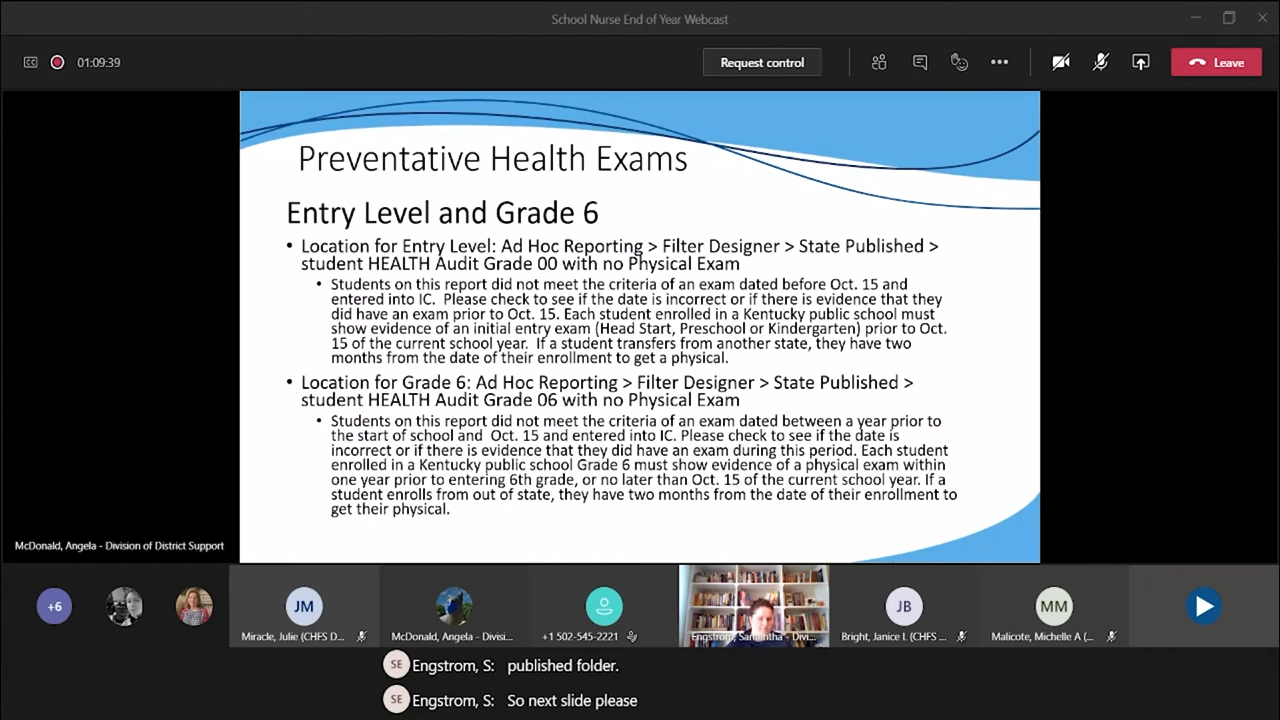 School Nurse End of Year Webcast
CC
01:09:39
Request control
Leave
Preventative Health Exams
Entry Level and Grade 6
• Location for Entry Level: Ad Hoc Reporting > Filter Designer > State Published >
student HEALTH Audit Grade 00 with no Physical Exam
• Students on this report did not meet the criteria of an exam dated before Oct. 15 and
entered into IC. Please check to see if the date is incorrect or if there is evidence that they
did have an exam prior to Oct. 15. Each student enrolled in a Kentucky public school must
show evidence of an initial entry exam (Head Start, Preschool or Kindergarten) prior to Oct.
15 of the current school year. If a student transfers from another state, they have two
months from the date of their enrollment to get a physical.
• Location for Grade 6: Ad Hoc Reporting > Filter Designer > State Published >
student HEALTH Audit Grade 06 with no Physical Exam
• Students on this report did not meet the criteria of an exam dated between a year prior to
the start of school and Oct. 15 and entered into IC. Please check to see if the date is
incorrect or if there is evidence that they did have an exam during this period. Each student
enrolled in a Kentucky public school Grade 6 must show evidence of a physical exam within
one year prior to entering 6th grade, or no later than Oct. 15 of the current school year. If a
student enrolls from out of state, they have two months from the date of their enrollment to
get their physical.
McDonald, Angela - Division of District Support
+6
JM
JB
MM
Miracle, Julie (CHFS D...
McDonald, Angela - Divisi...
+1 502-545-2221
Engstrom, Samantha - Divi...
Bright, Janice L (CHFS ...
Malicote, Michelle A (...
SE Engstrom, S: published folder.
SE Engstrom, S: So next slide please